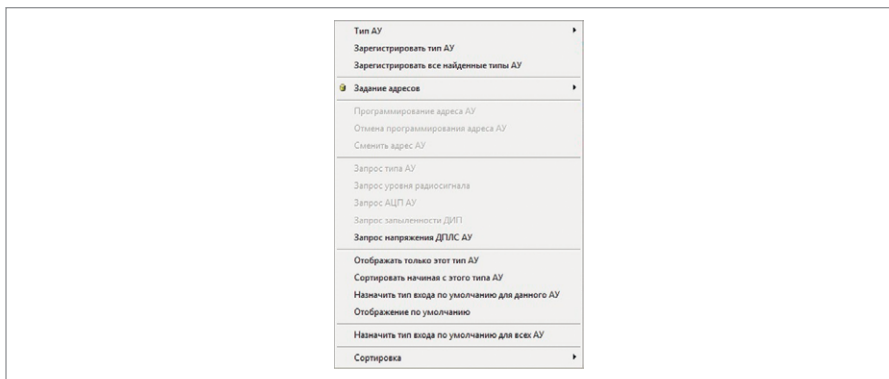 Тип АУ
Зарегистрировать тип АУ
Зарегистрировать все найденные типы АУ
Задание адресов
Программирование адреса АУ
Отмена программирования адреса АУ
Сменить адрес АУ
Запрос типа АУ
Запрос уровня радиосигнала
Запрос АЦП АУ
Запрос запыленности ДИП
Запрос напряжения ДПЛС АУ
Отображать только этот тип АУ
Сортировать начиная с этого типа АУ
Назначить тип входа по умолчанию для данного АУ
Отображение по умолчанию
Назначить тип входа по умолчанию для всех АУ
Сортировка